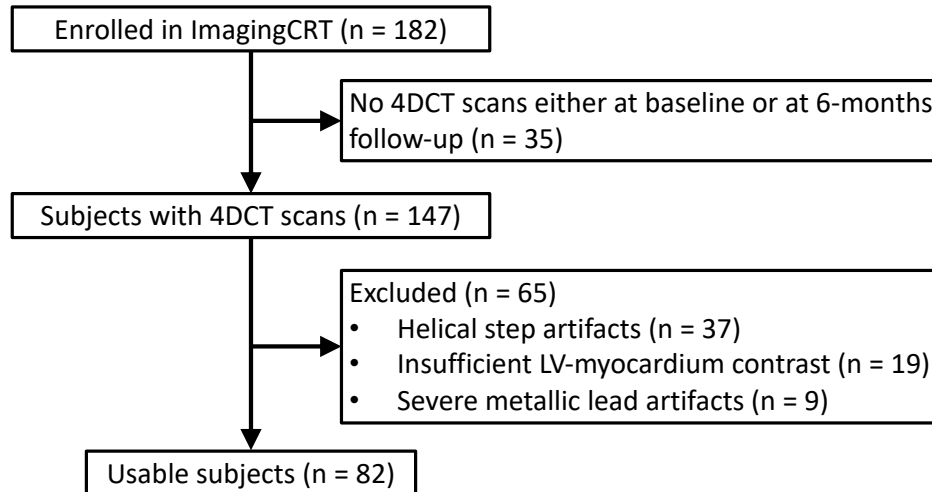 Enrolled in ImagingCRT (n = 182)
No 4DCT scans either at baseline or at 6-months
follow-up (n = 35)
Subjects with 4DCT scans (n = 147)
Excluded (n = 65)
• Helical step artifacts (n = 37)
• Insufficient LV-myocardium contrast (n = 19)
• Severe metallic lead artifacts (n = 9)
Usable subjects (n = 82)